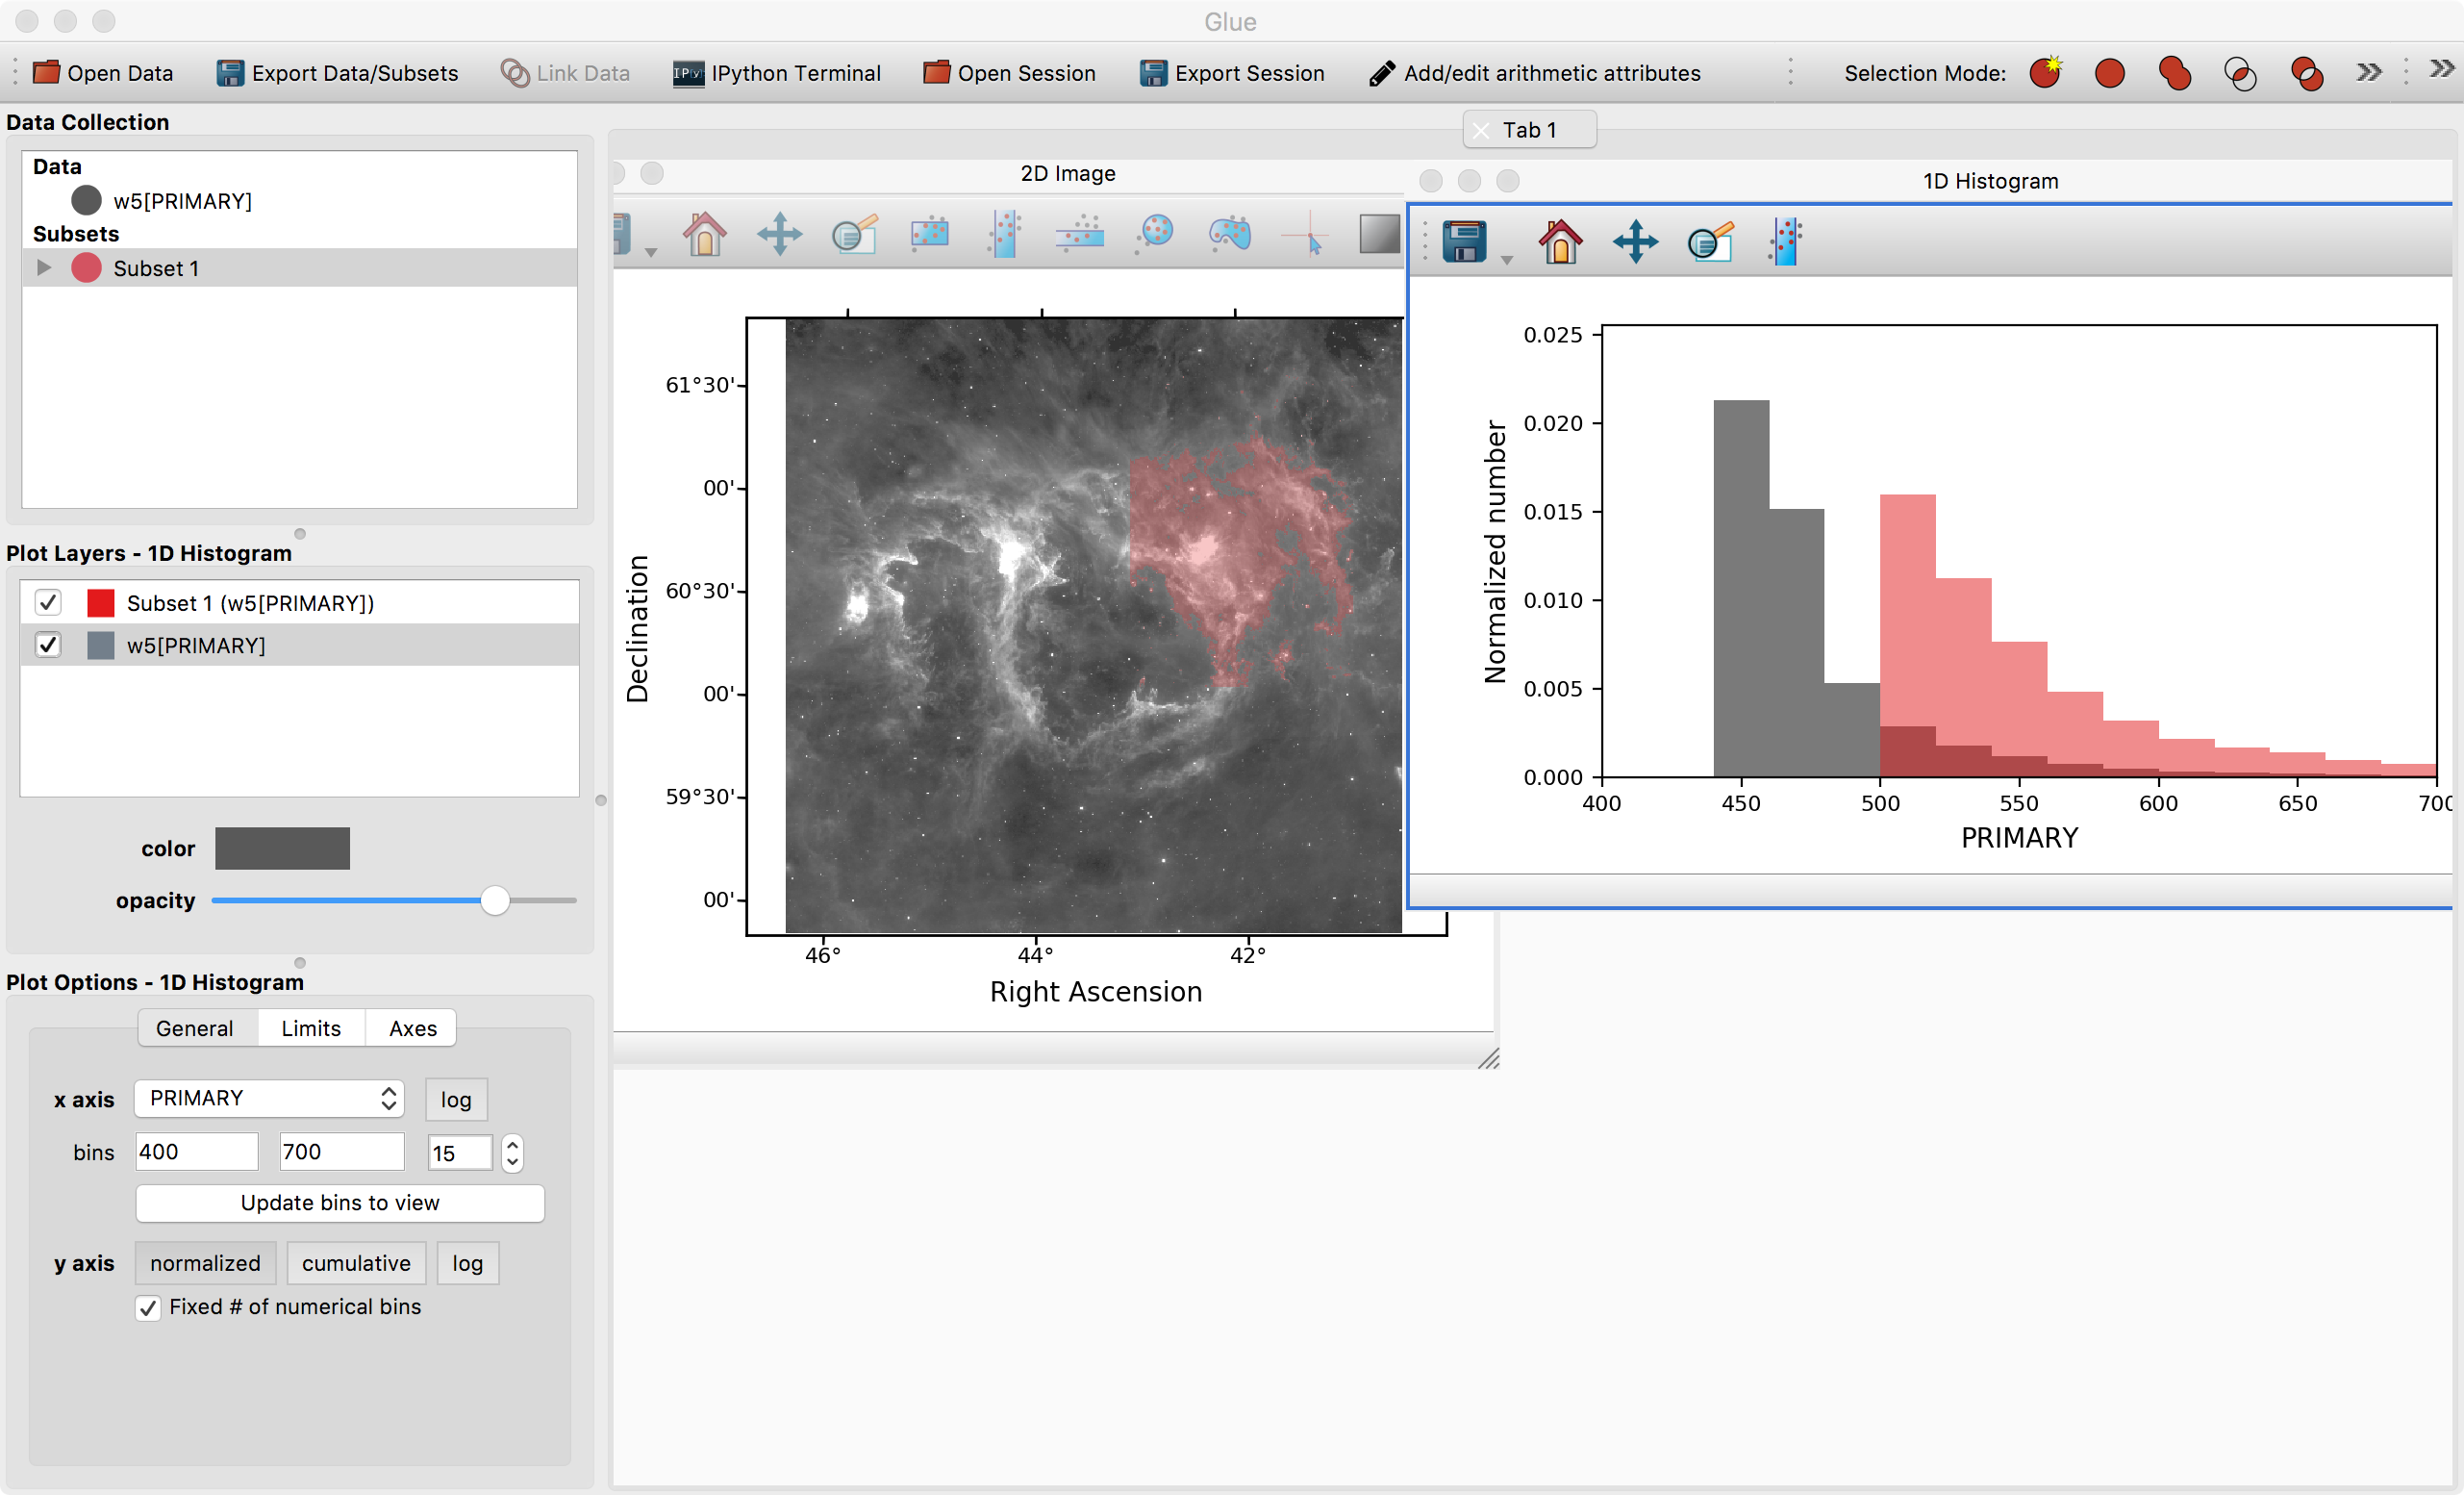 Glue
Open Data Export Data/Subsets Link Data IPython Terminal Open Session Export Session Add/edit arithmetic attributes Selection Mode:
Data Collection
Data
w5[PRIMARY]
Subsets
Subset 1
Plot Layers - 1D Histogram
Subset 1 (w5[PRIMARY])
w5[PRIMARY]
color
opacity
Plot Options - 1D Histogram
General Limits Axes
x axis PRIMARY log
bins 400 700 15
Update bins to view
y axis normalized cumulative log
Fixed # of numerical bins
Tab 1
2D Image
Declination
61°30'
00'
60°30'
00'
59°30'
00'
46° 44° 42°
Right Ascension
1D Histogram
Normalized number
0.025
0.020
0.015
0.010
0.005
0.000
400 450 500 550 600 650 700
PRIMARY